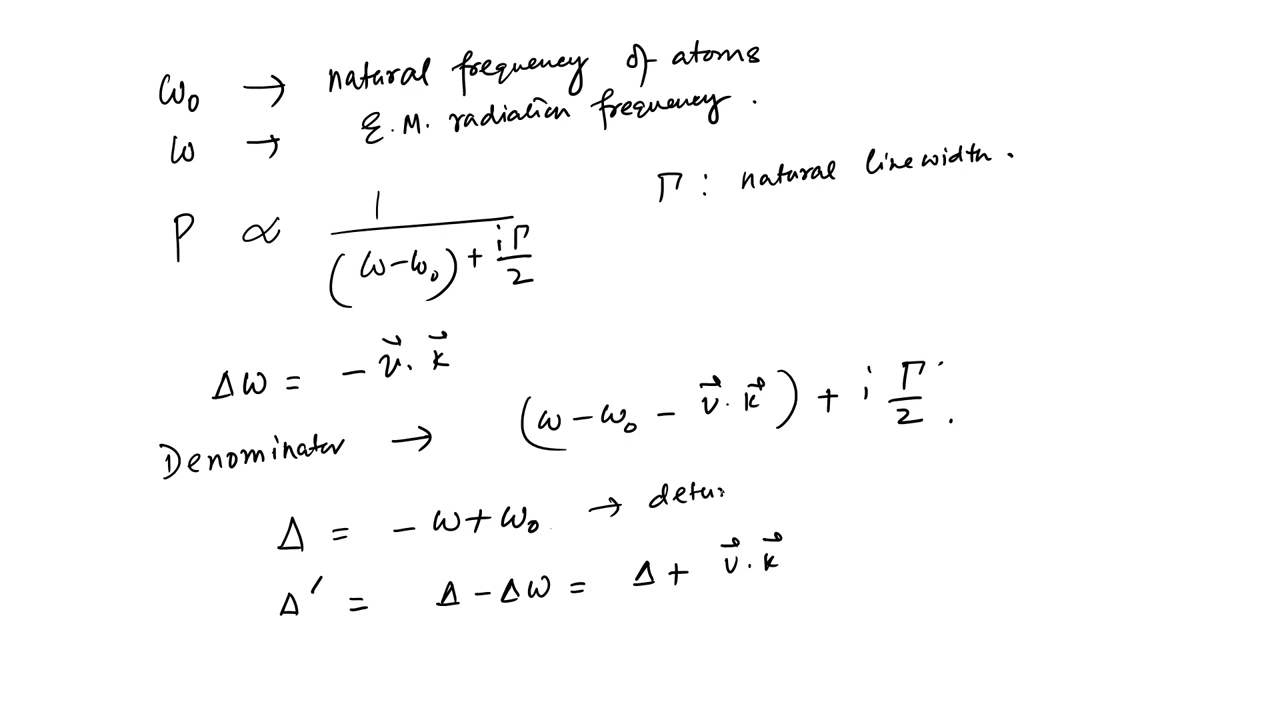 ω₀ → natural frequency of atoms
ω → E.M. radiation frequency.
Γ : natural linewidth.
P ∝ 1 / ((ω-ω₀) + iΓ/2)
Δω = - v⃗ . k⃗
Denominator → (ω - ω₀ - v⃗ . k⃗) + i Γ/2 .
Δ = - ω + ω₀ → detu
Δ′ = Δ - Δω = Δ + v⃗ . k⃗